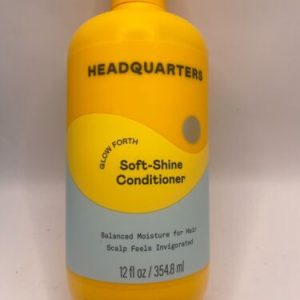 HEADQUARTERS
GLOW FORTH
Soft-Shine
Conditioner
Balanced Moisture for Hair
Scalp Feels Invigorated
12 fl oz / 354.8 ml